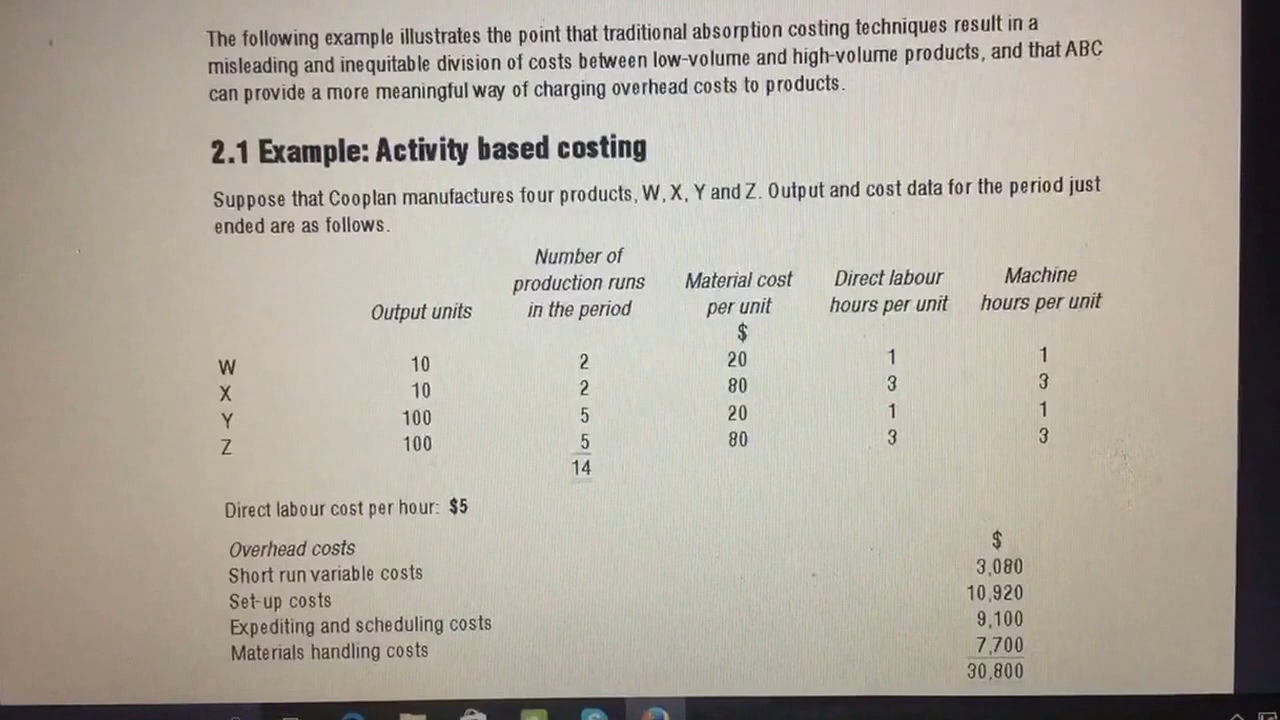 The following example illustrates the point that traditional absorption costing techniques result in a
misleading and inequitable division of costs between low-volume and high-volume products, and that ABC
can provide a more meaningful way of charging overhead costs to products.
2.1 Example: Activity based costing
Suppose that Cooplan manufactures four products, W, X, Y and Z. Output and cost data for the period just
ended are as follows.
Number of
production runs Material cost Direct labour Machine
Output units in the period per unit hours per unit hours per unit
$
W 10 2 20 1 1
X 10 2 80 3 3
Y 100 5 20 1 1
Z 100 5 80 3 3
14
Direct labour cost per hour: $5
Overhead costs $
Short run variable costs 3,080
Set-up costs 10,920
Expediting and scheduling costs 9,100
Materials handling costs 7,700
30,800